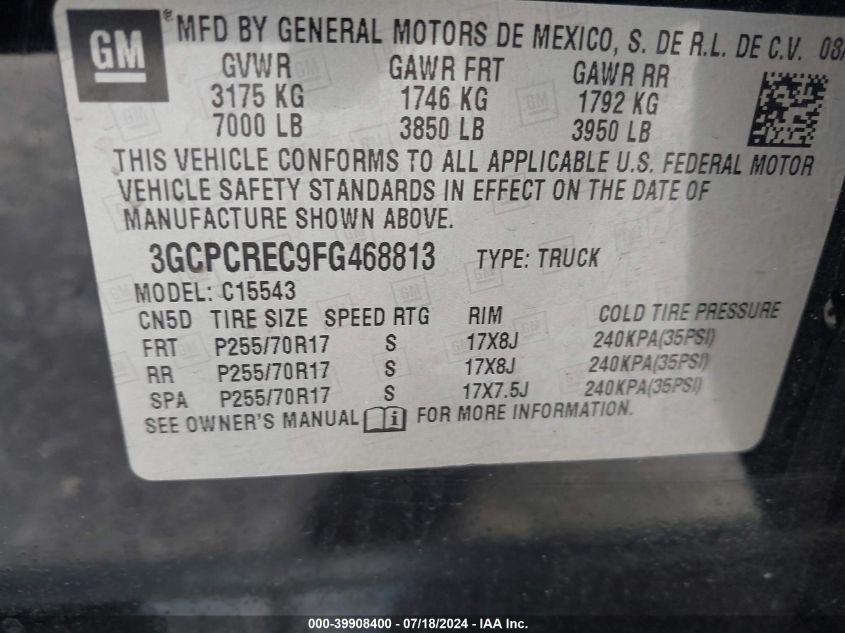 GM ® MFD BY GENERAL MOTORS DE MEXICO, S. DE R.L. DE C.V. 08/
GVWR GAWR FRT GAWR RR
3175 KG 1746 KG 1792 KG
7000 LB 3850 LB 3950 LB
THIS VEHICLE CONFORMS TO ALL APPLICABLE U.S. FEDERAL MOTOR
VEHICLE SAFETY STANDARDS IN EFFECT ON THE DATE OF
MANUFACTURE SHOWN ABOVE.
3GCPCREC9FG468813 TYPE: TRUCK
MODEL: C15543
CN5D TIRE SIZE SPEED RTG RIM COLD TIRE PRESSURE
FRT P255/70R17 S 17X8J 240KPA(35PSI)
RR P255/70R17 S 17X8J 240KPA(35PSI)
SPA P255/70R17 S 17X7.5J 240KPA(35PSI)
SEE OWNER'S MANUAL FOR MORE INFORMATION.
000-39908400 - 07/18/2024 - IAA Inc.